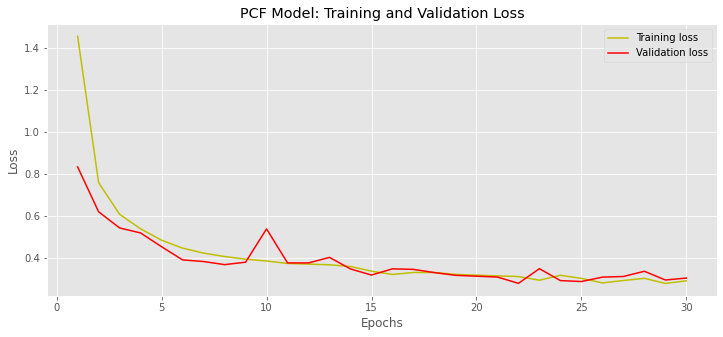 PCF Model: Training and Validation Loss
Training loss
Validation loss
Loss
1.4
1.2
1.0
0.8
0.6
0.4
0 5 10 15 20 25 30
Epochs